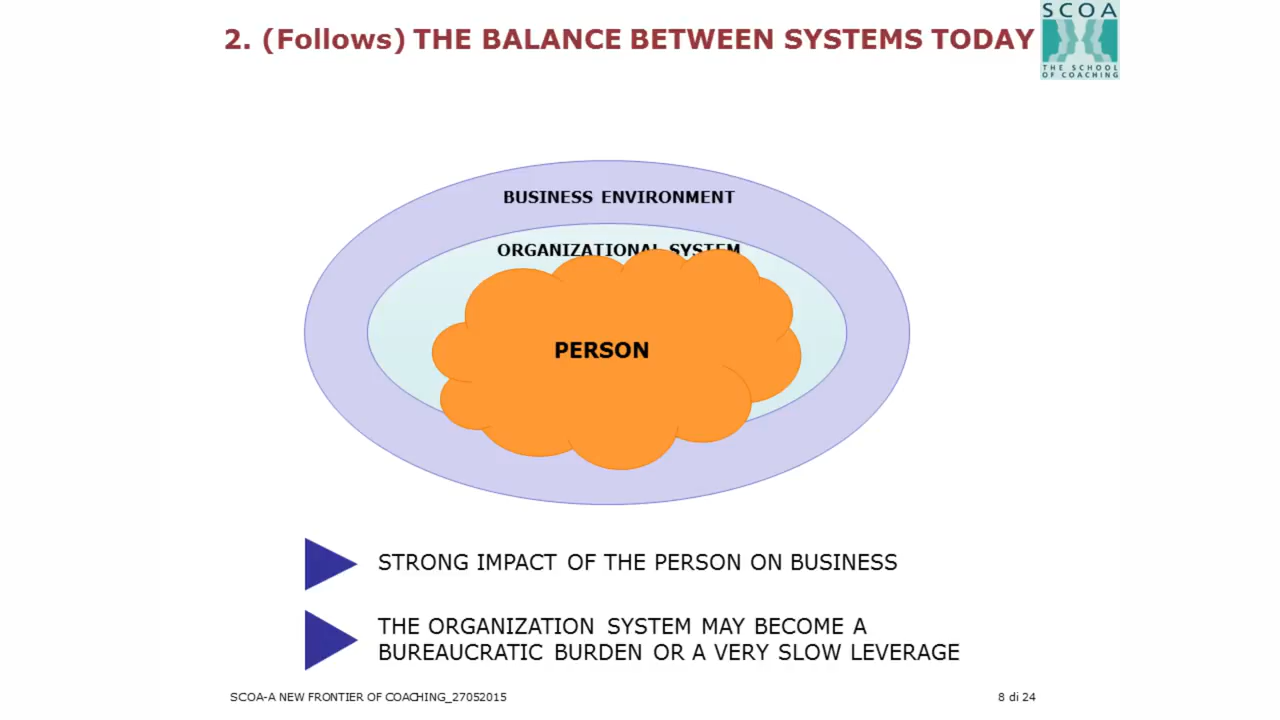 2. (Follows) THE BALANCE BETWEEN SYSTEMS TODAY
SCOA
THE SCHOOL
OF COACHING
BUSINESS ENVIRONMENT
ORGANIZATIONAL SYSTEM
PERSON
STRONG IMPACT OF THE PERSON ON BUSINESS
THE ORGANIZATION SYSTEM MAY BECOME A
BUREAUCRATIC BURDEN OR A VERY SLOW LEVERAGE
SCOA-A NEW FRONTIER OF COACHING_27052015
8 di 24